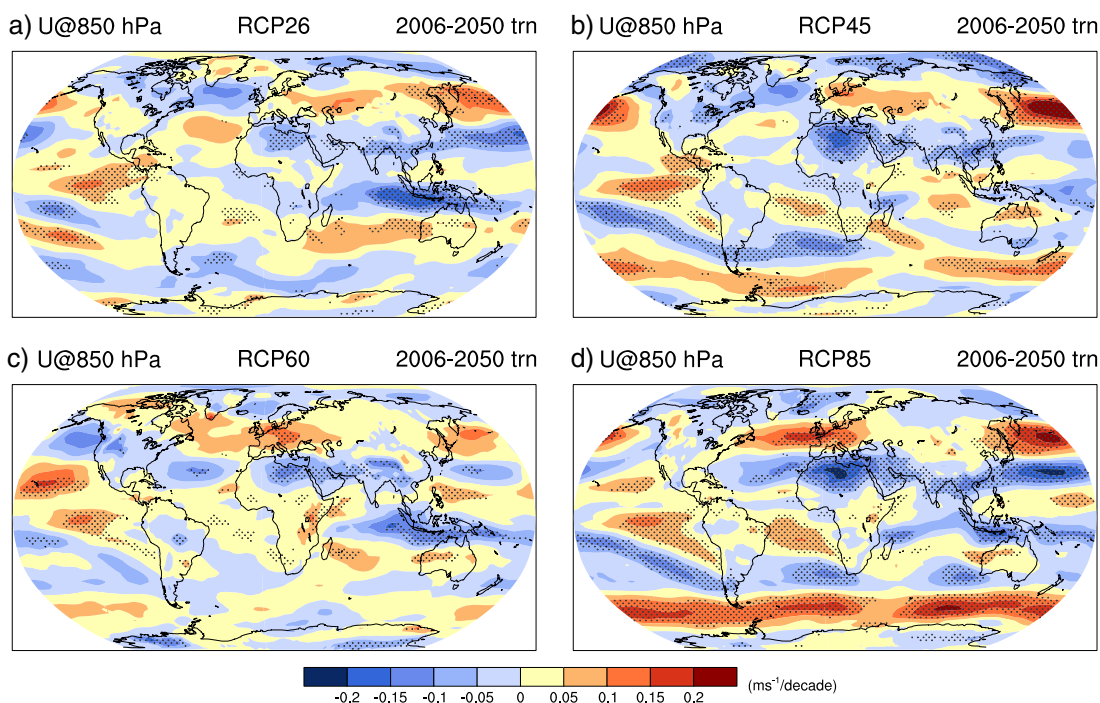 a) U@850 hPa RCP26 2006-2050 trn
b) U@850 hPa RCP45 2006-2050 trn
c) U@850 hPa RCP60 2006-2050 trn
d) U@850 hPa RCP85 2006-2050 trn
-0.2 -0.15 -0.1 -0.05 0 0.05 0.1 0.15 0.2 (ms⁻¹/decade)